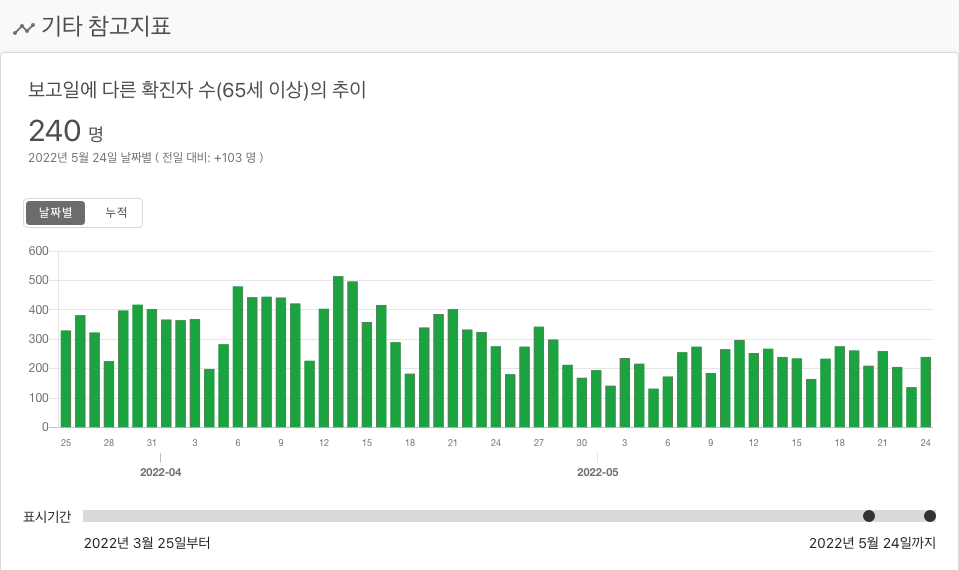 기타 참고지표
보고일에 다른 확진자 수(65세 이상)의 추이
240 명
2022년 5월 24일 날짜별 ( 전일 대비: +103 명 )
날짜별 누적
600
500
400
300
200
100
0
25 28 31 3 6 9 12 15 18 21 24 27 30 3 6 9 12 15 18 21 24
2022-04 2022-05
표시기간
2022년 3월 25일부터 2022년 5월 24일까지